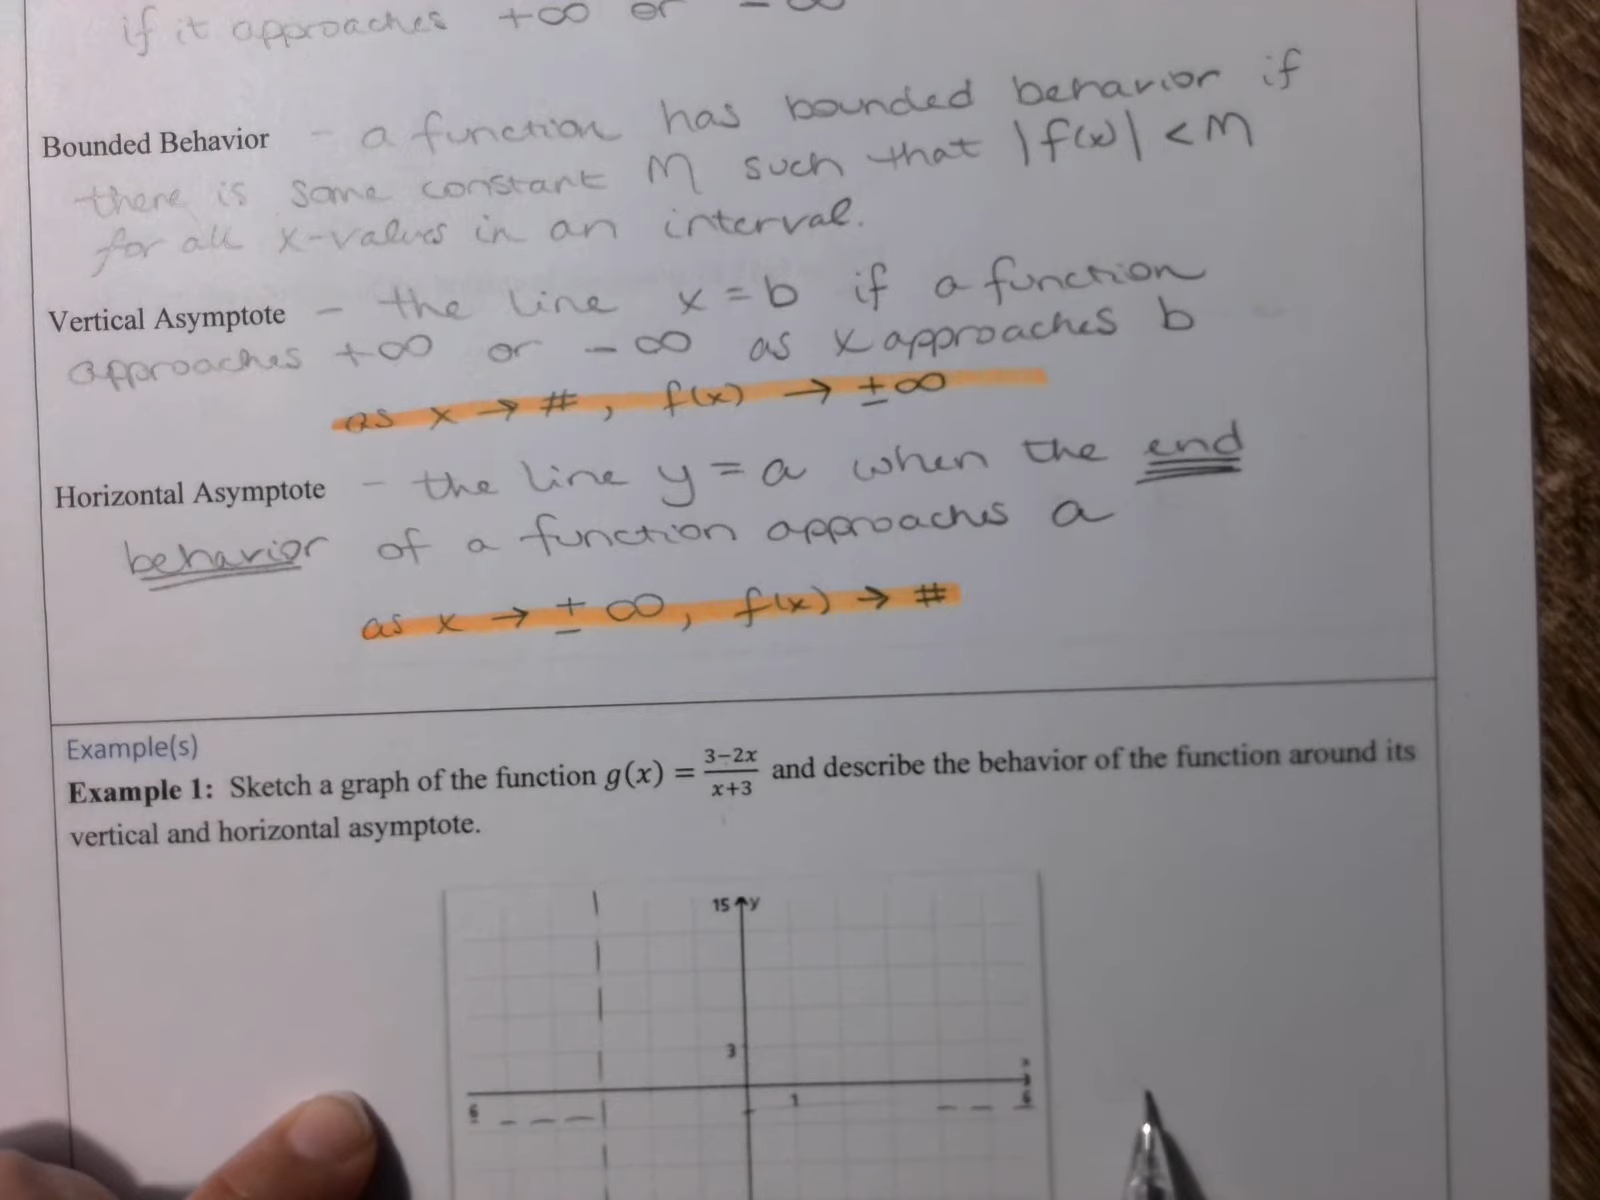 if it approaches +∞ or -∞
Bounded Behavior - a function has bounded behavior if
there is some constant M such that |f(x)| < M
for all x-values in an interval.
Vertical Asymptote - the line x = b if a function
approaches +∞ or -∞ as x approaches b
as x → #, f(x) → ±∞
Horizontal Asymptote - the line y = a when the end
behavior of a function approaches a
as x → ±∞, f(x) → #
Example(s)
Example 1: Sketch a graph of the function g(x) = \frac{3-2x}{x+3} and describe the behavior of the function around its
vertical and horizontal asymptote.
15 y
3
6 1 6